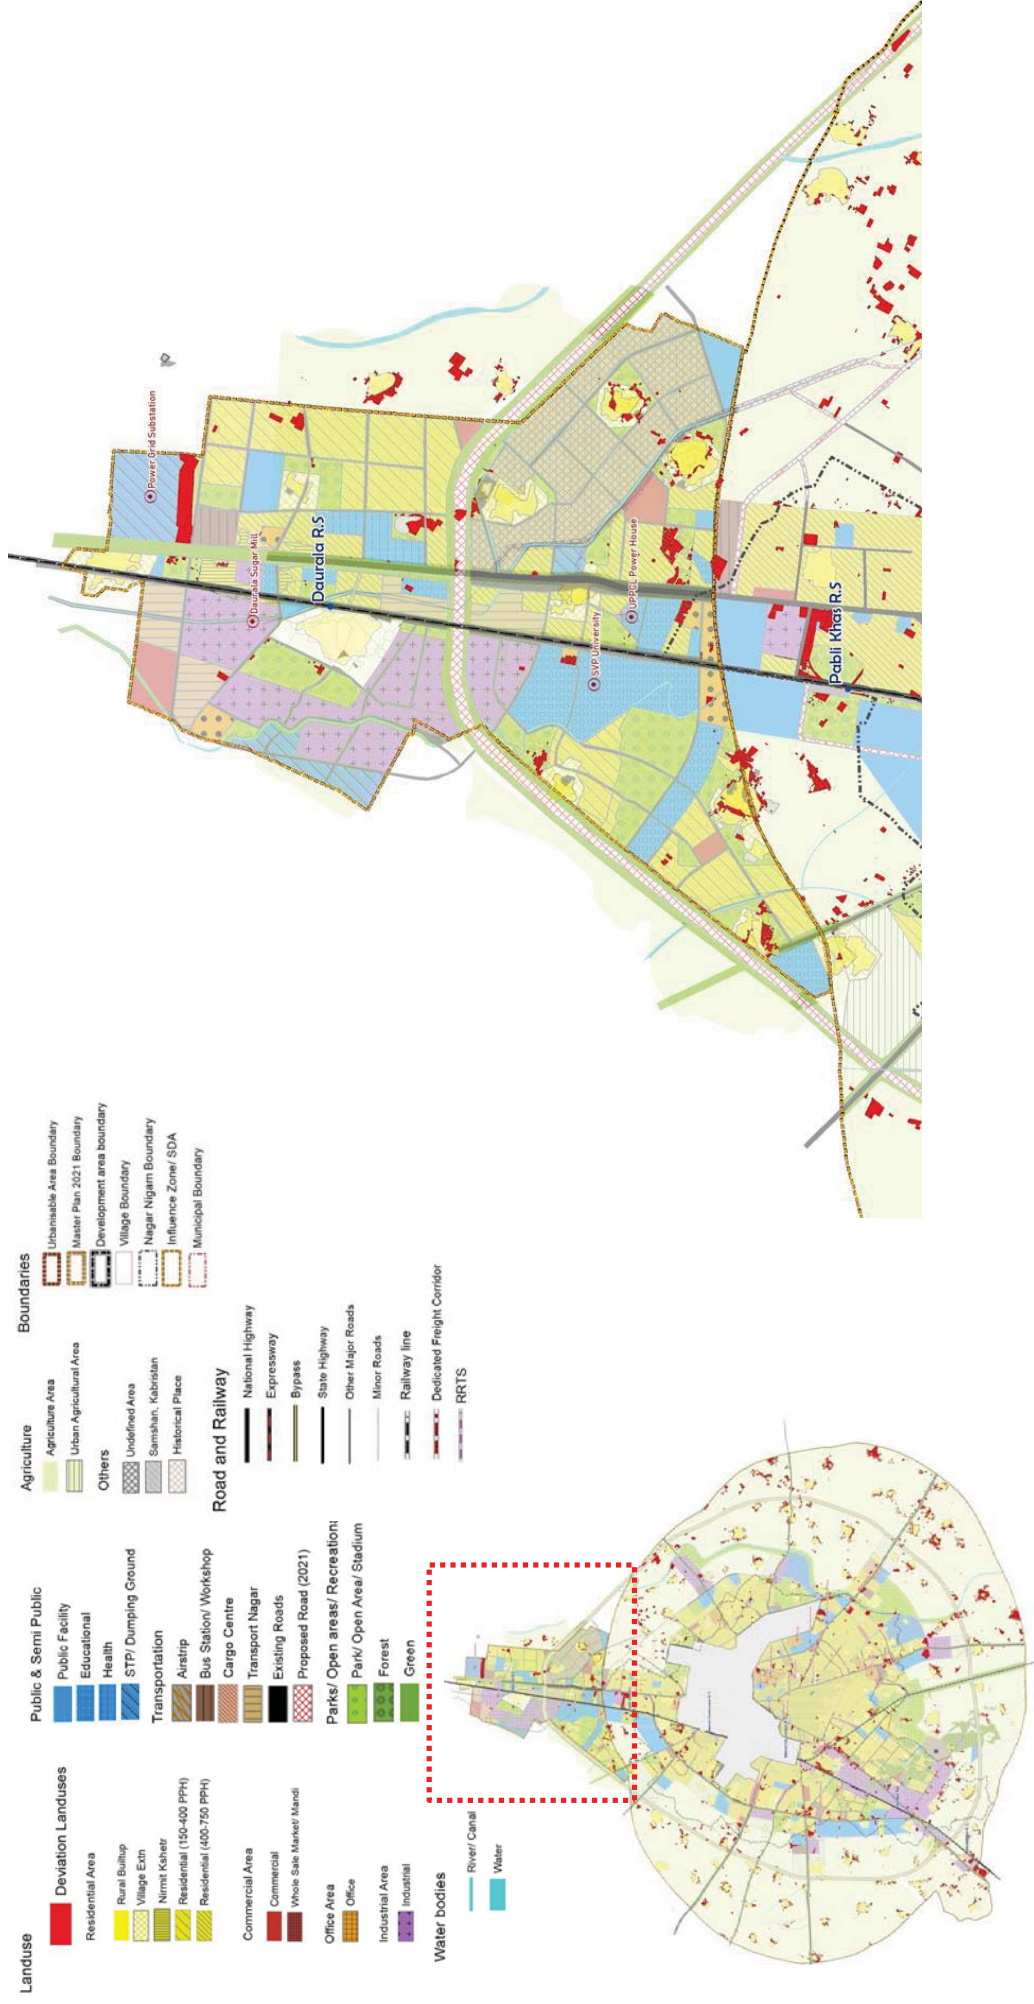 Landuse
Deviation Landuses
Residential Area
Rural Builtup
Village Extn
Nirmit Kshetr
Residential (150-400 PPH)
Residential (400-750 PPH)
Commercial Area
Commercial
Whole Sale Market/ Mandi
Office Area
Office
Industrial Area
Industrial
Water bodies
River/ Canal
Water
Public & Semi Public
Public Facility
Educational
Health
STP/ Dumping Ground
Transportation
Airstrip
Bus Station/ Workshop
Cargo Centre
Transport Nagar
Existing Roads
Proposed Road (2021)
Parks/ Open areas/ Recreation
Park/ Open Area/ Stadium
Forest
Green
Agriculture
Agriculture Area
Urban Agricultural Area
Others
Undefined Area
Samshan, Kabristan
Historical Place
Road and Railway
National Highway
Expressway
Bypass
State Highway
Other Major Roads
Minor Roads
Railway line
Dedicated Freight Corridor
RRTS
Boundaries
Urbanisable Area Boundary
Master Plan 2021 Boundary
Development area boundary
Village Boundary
Nagar Nigam Boundary
Influence Zone/ SDA
Municipal Boundary
Power Grid Substation
Daurala Sugar Mill
Daurala R.S
SVP University
UPPGL Power House
Pabli Khas R.S